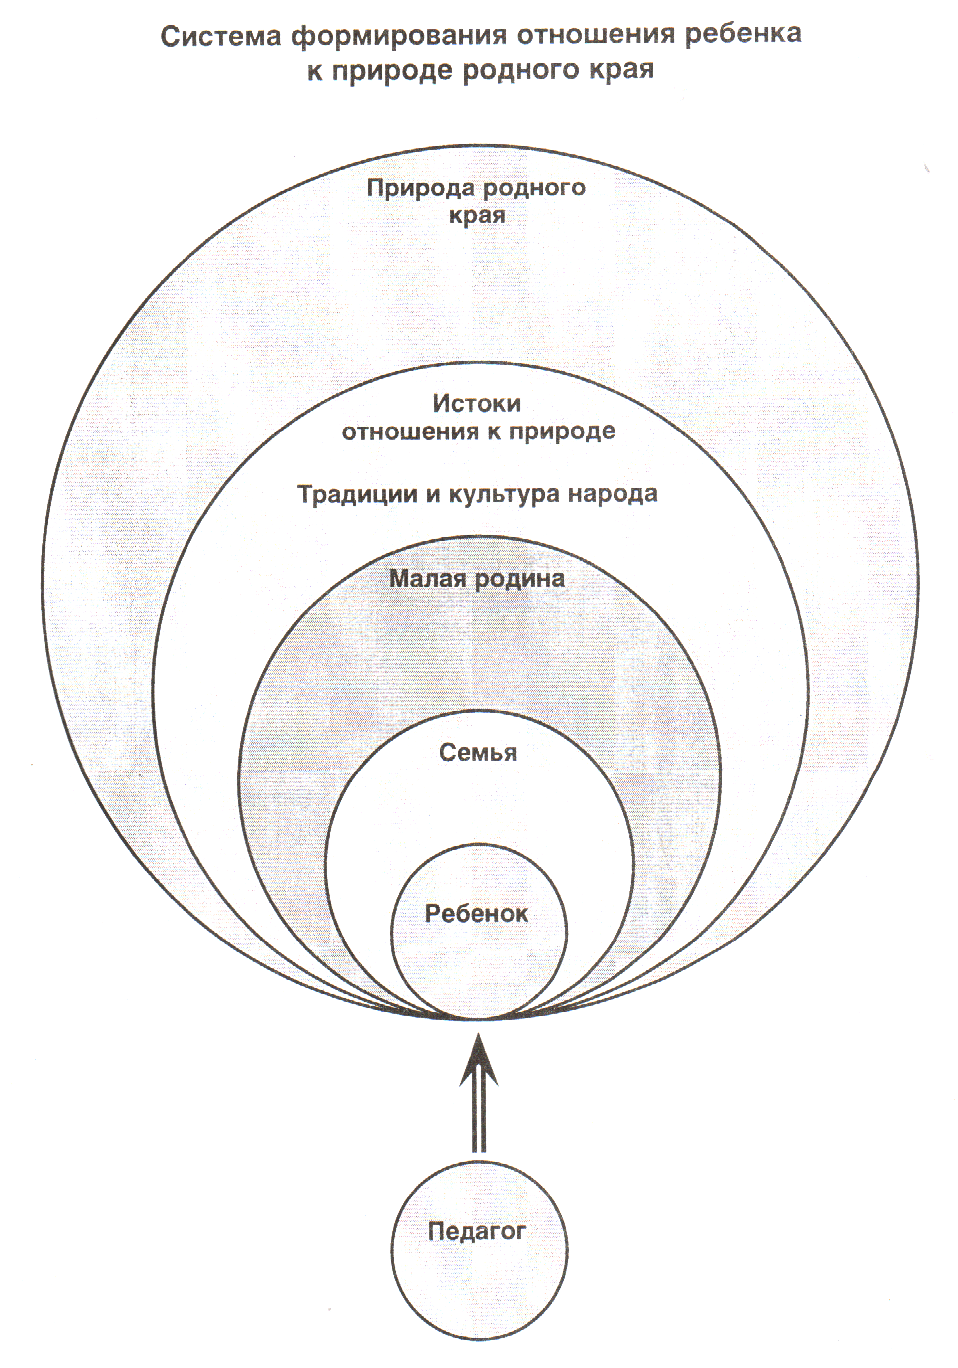 Система формирования отношения ребенка
к природе родного края
Природа родного
края
Истоки
отношения к природе
Традиции и культура народа
Малая родина
Семья
Ребенок
Педагог